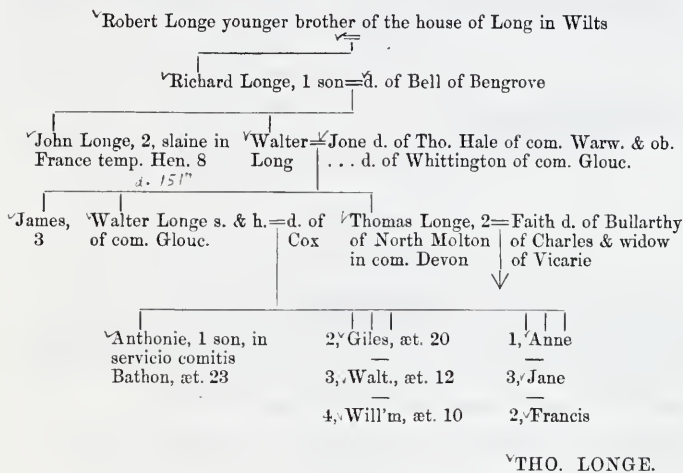 Robert Longe younger brother of the house of Long in Wilts
Richard Longe, 1 son=d. of Bell of Bengrove
John Longe, 2, slaine in France temp. Hen. 8
d. 151
Walter Long=Jone d. of Tho. Hale of com. Warw. & ob.
... d. of Whittington of com. Glouc.
James, 3
Walter Longe s. & h. of com. Glouc.=d. of Cox
Thomas Longe, 2 of North Molton in com. Devon=Faith d. of Bullarthy of Charles & widow of Vicarie
Anthonie, 1 son, in
servicio comitis
Bathon, æt. 23
2, Giles, æt. 20
3, Walt., æt. 12
4, Will'm, æt. 10
1, Anne
3, Jane
2, Francis
THO. LONGE.